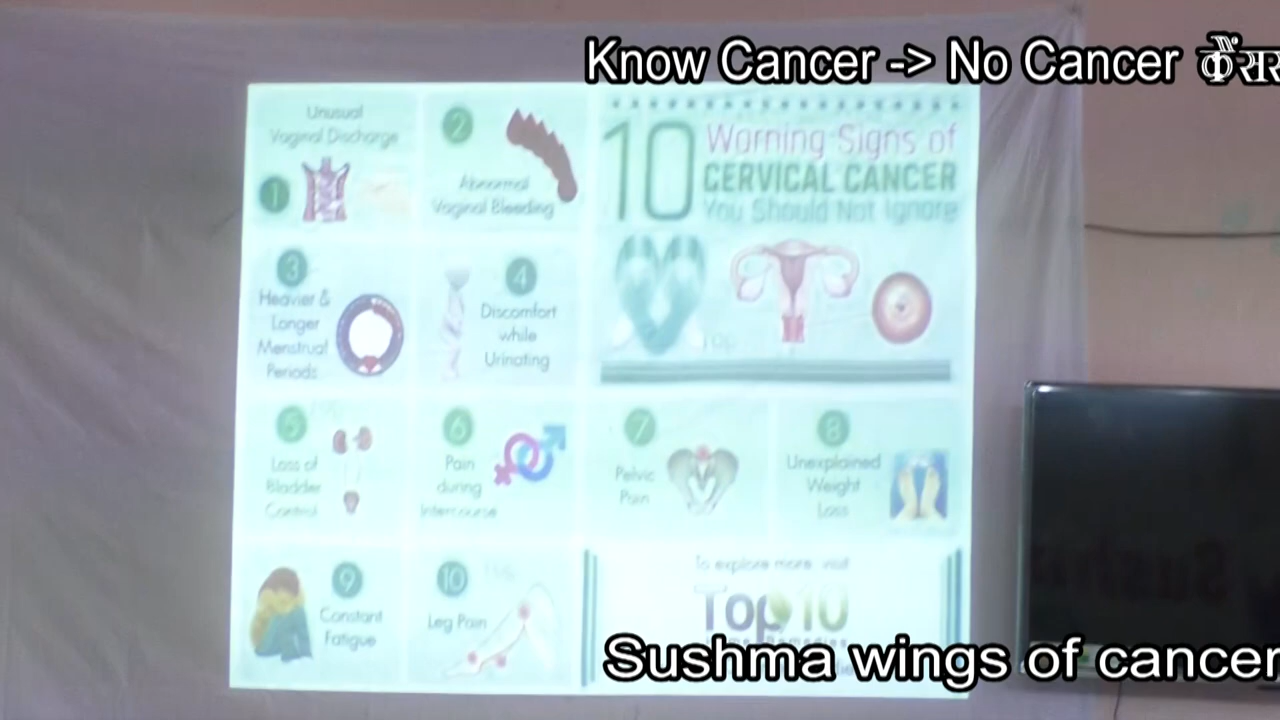 Know Cancer -> No Cancer कैंसर
Unusual
Vaginal Discharge
1
2
Abnormal
Vaginal Bleeding
10
Warning Signs of
CERVICAL CANCER
You Should Not Ignore
3
Heavier &
Longer
Menstrual
Periods
4
Discomfort
while
Urinating
5
Loss of
Bladder
Control
6
Pain
during
Intercourse
7
Pelvic
Pain
8
Unexplained
Weight
Loss
9
Constant
Fatigue
10
Leg Pain
To explore more, visit
Top10
Sushma wings of cancer